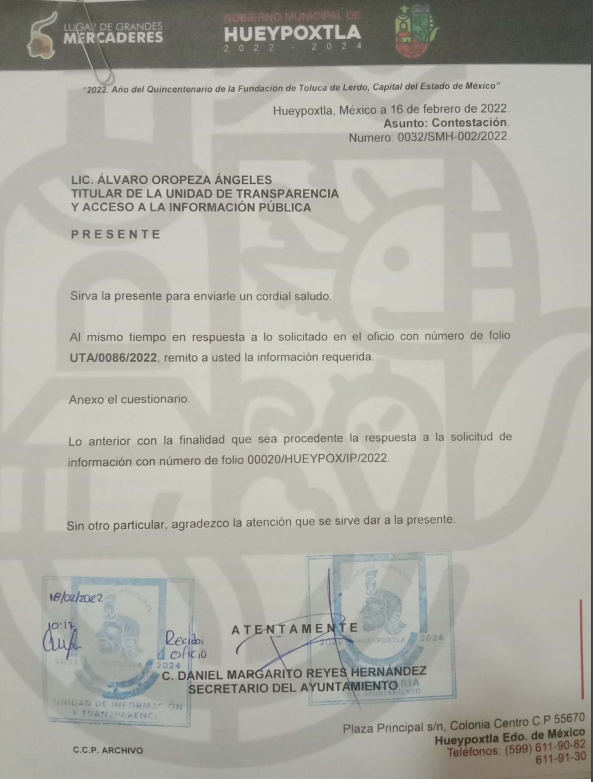 LUGAR DE GRANDES
MERCADERES
GOBIERNO MUNICIPAL DE
HUEYPOXTLA
2022 2024
"2022. Año del Quincentenario de la Fundación de Toluca de Lerdo, Capital del Estado de México"
Hueypoxtla, México a 16 de febrero de 2022.
Asunto: Contestación.
Numero: 0032/SMH-002/2022.
LIC. ÁLVARO OROPEZA ÁNGELES
TITULAR DE LA UNIDAD DE TRANSPARENCIA
Y ACCESO A LA INFORMACIÓN PÚBLICA
P R E S E N T E
Sirva la presente para enviarle un cordial saludo.
Al mismo tiempo en respuesta a lo solicitado en el oficio con número de folio
UTA/0086/2022, remito a usted la información requerida.
Anexo el cuestionario.
Lo anterior con la finalidad que sea procedente la respuesta a la solicitud de
información con número de folio 00020/HUEYPOX/IP/2022.
Sin otro particular, agradezco la atención que se sirve dar a la presente.
18/02/2022
10:17
Recibi
oficio
2022 HUEYPOXTLA 2024
UNIDAD DE INFORMACIÓN
Y TRANSPARENCI
A T E N T A M E N T E
HUEYPOXTLA 2024
C. DANIEL MARGARITO REYES HERNÁNDEZ
SECRETARIO DEL AYUNTAMIENTO
Plaza Principal s/n, Colonia Centro C.P 55670
Hueypoxtla Edo. de México
Teléfonos: (599) 611-90-82
611-91-30
C.C.P. ARCHIVO